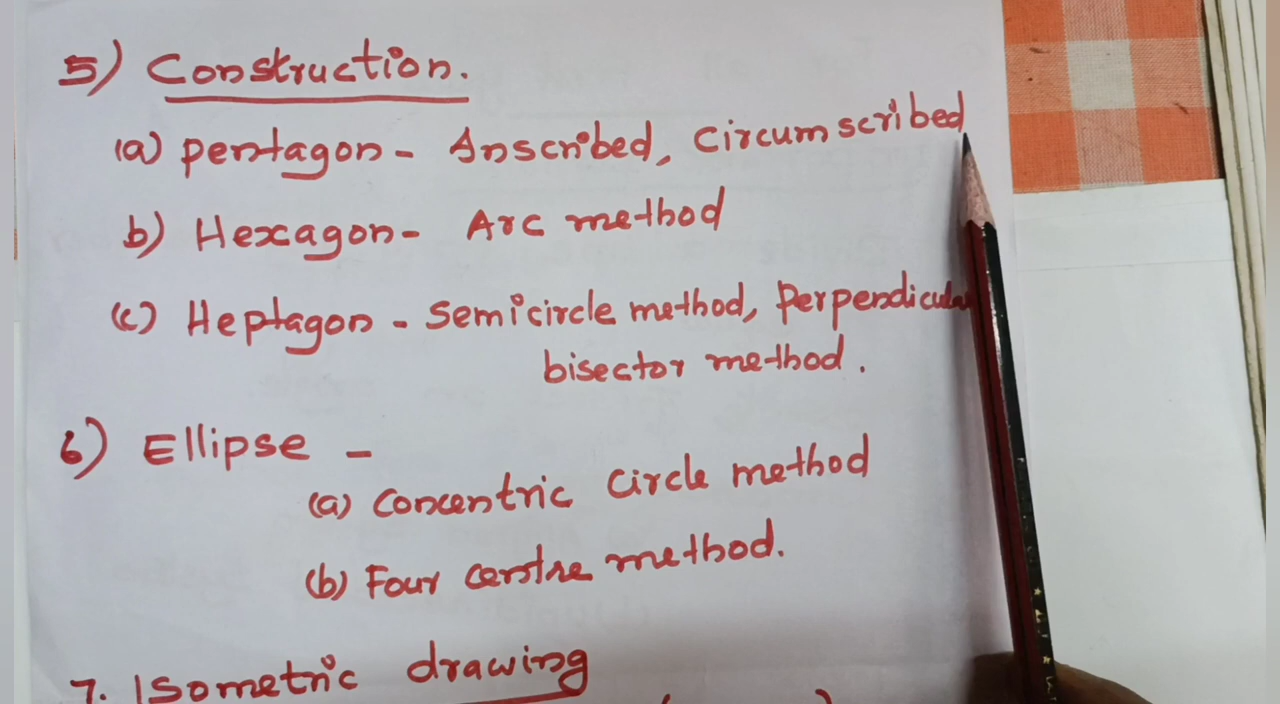 5) Construction.
(a) pentagon - Inscribed, Circumscribed
b) Hexagon - Arc method
(c) Heptagon - Semicircle method, perpendicular
bisector method.
6) Ellipse -
(a) Concentric Circle method
(b) Four centre method.
7. Isometric drawing